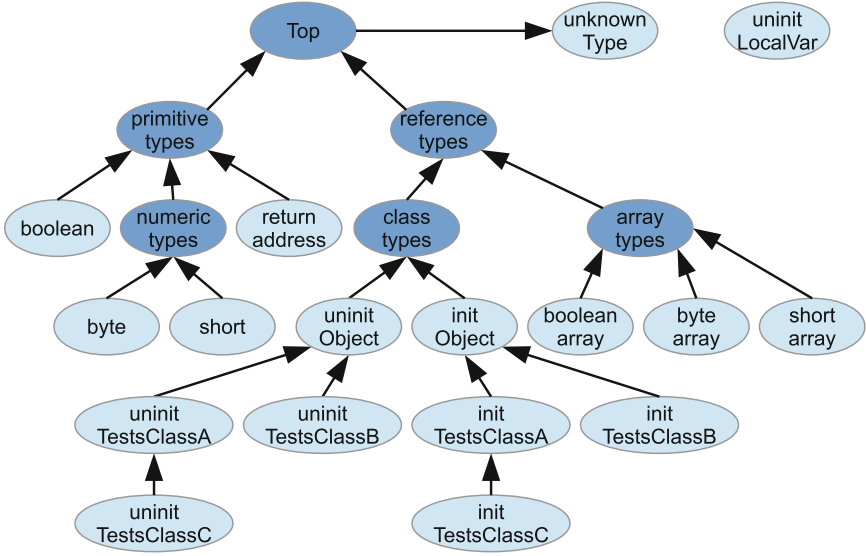 Top
unknown
Type
uninit
LocalVar
primitive
types
reference
types
boolean
numeric
types
return
address
class
types
array
types
byte
short
uninit
Object
init
Object
boolean
array
byte
array
short
array
uninit
TestsClassA
uninit
TestsClassB
init
TestsClassA
init
TestsClassB
uninit
TestsClassC
init
TestsClassC